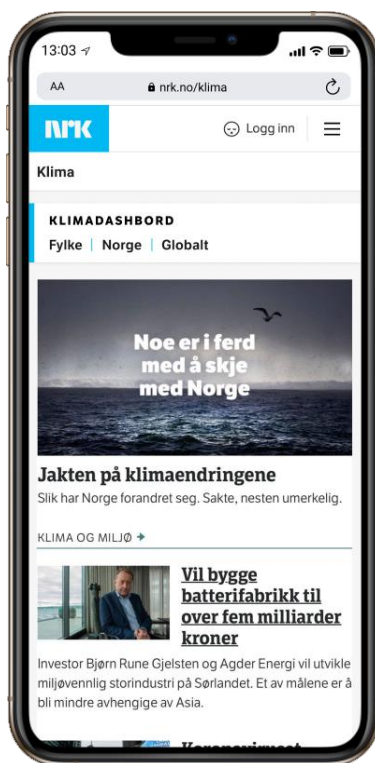 13:03
AA
nrk.no/klima
nrk
Logg inn
Klima
KLIMADASHBORD
Fylke | Norge | Globalt
Noe er i ferd
med å skje
med Norge
Jakten på klimaendringene
Slik har Norge forandret seg. Sakte, nesten umerkelig.
KLIMA OG MILJØ
Vil bygge
batterifabrikk til
over fem milliarder
kroner
Investor Bjørn Rune Gjelsten og Agder Energi vil utvikle
miljøvennlig storindustri på Sørlandet. Et av målene er å
bli mindre avhengige av Asia.